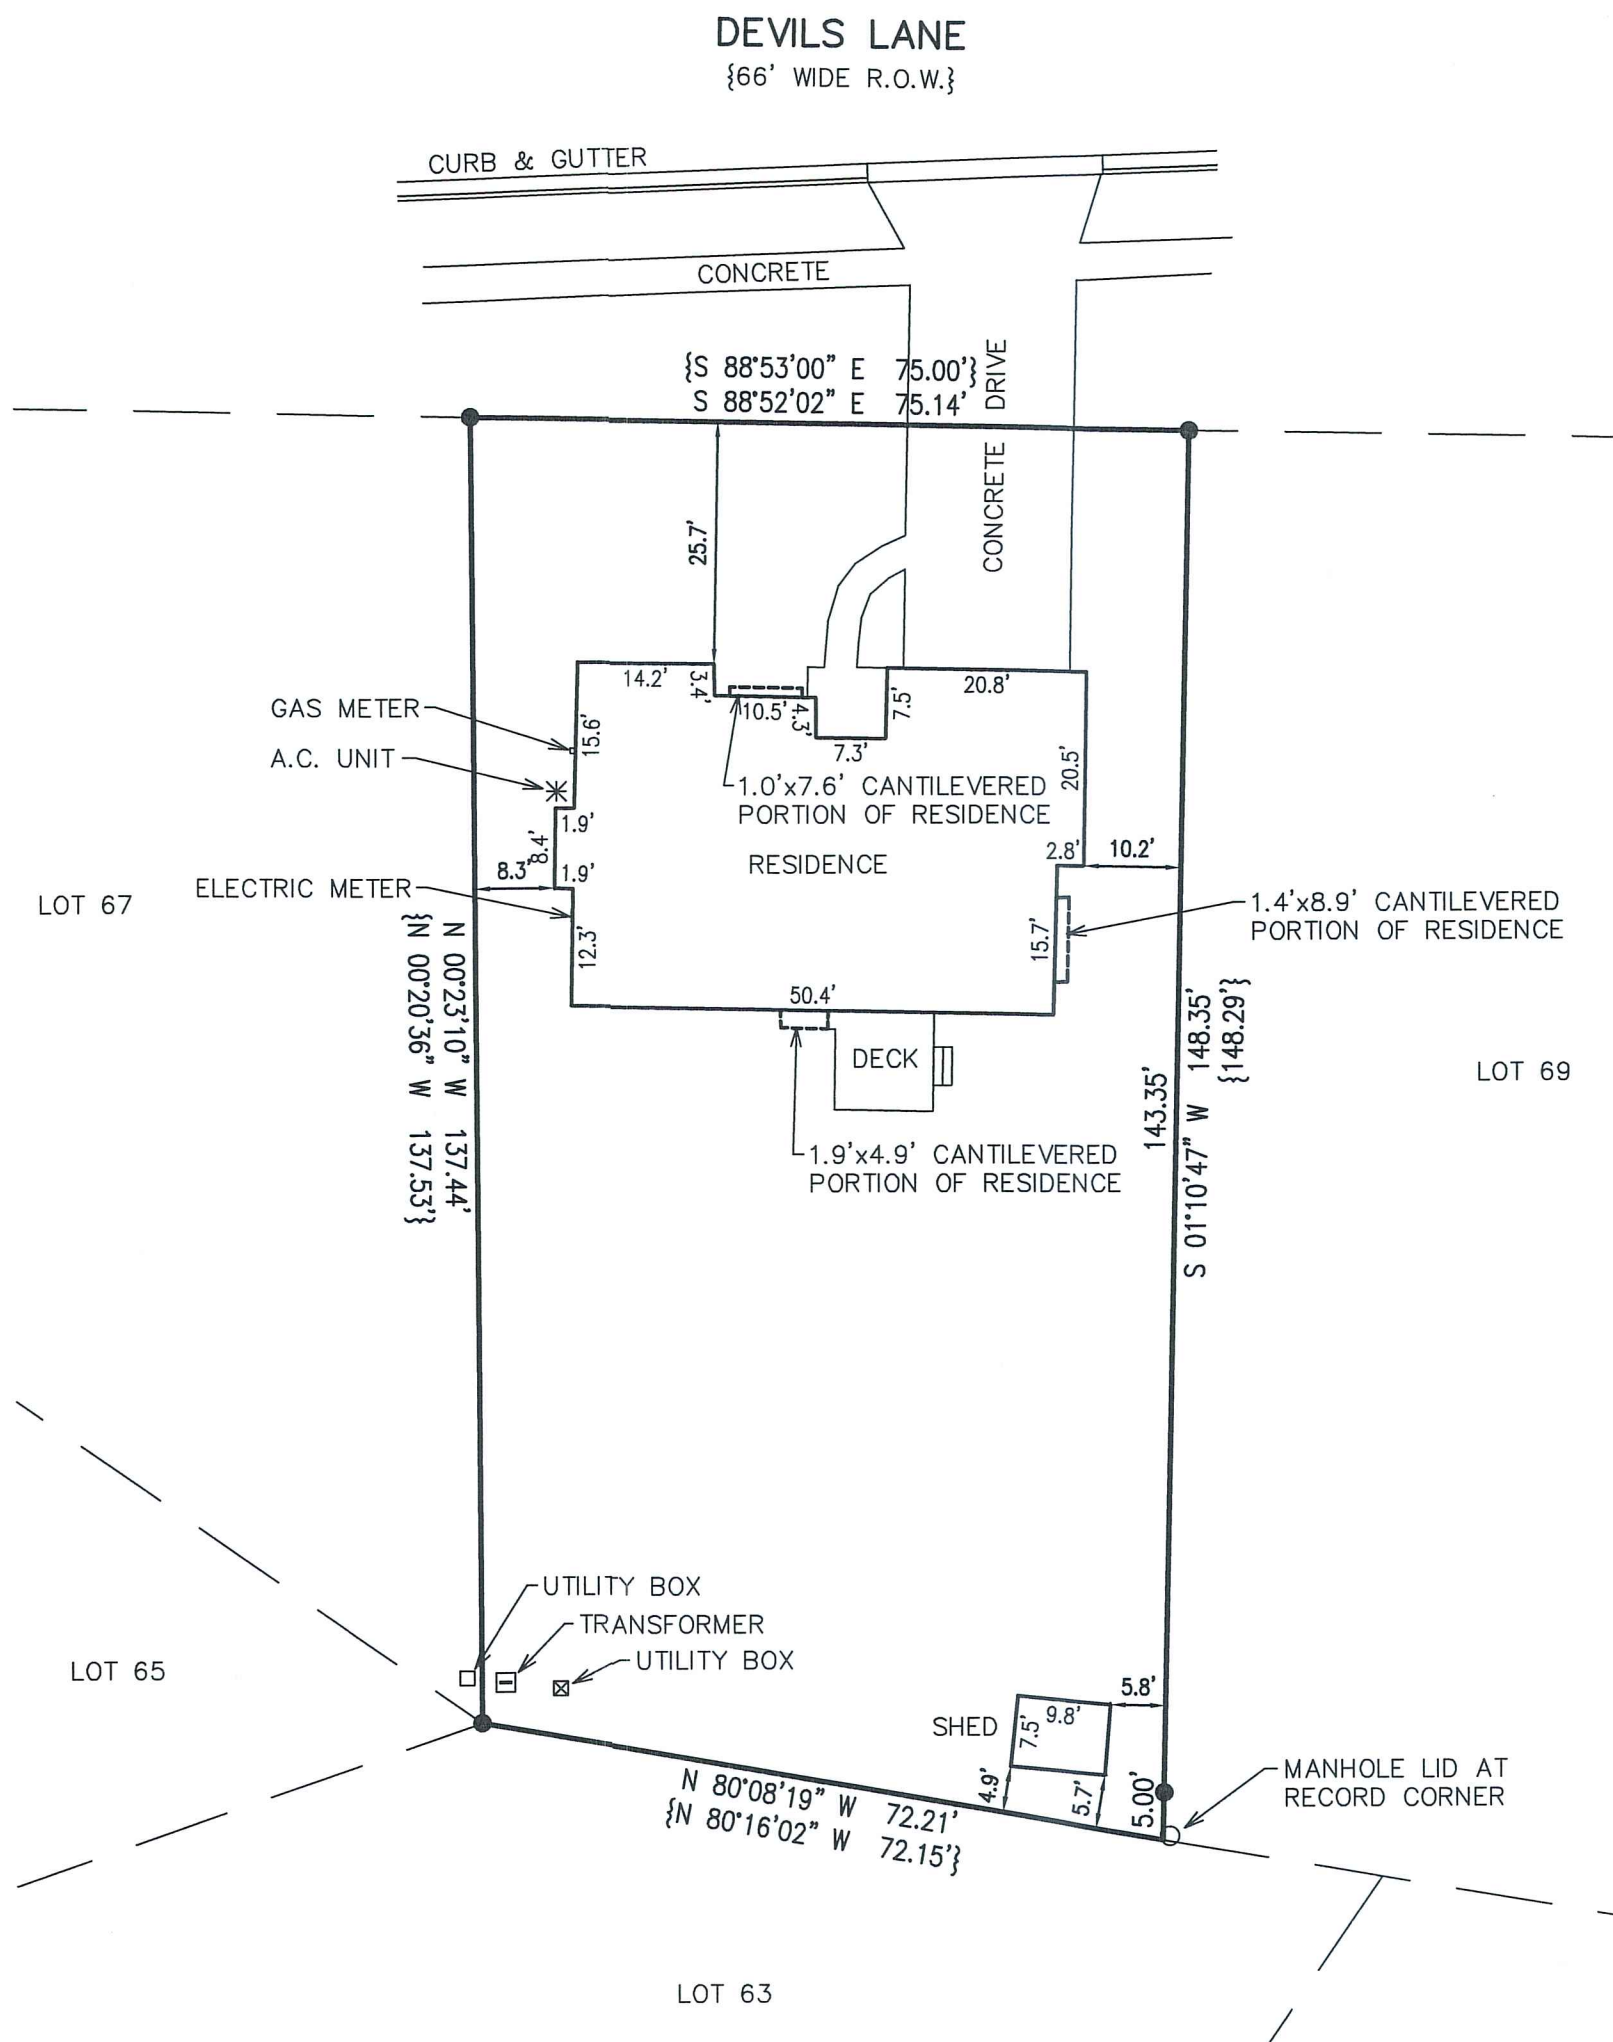 DEVILS LANE
{66' WIDE R.O.W.}
CURB & GUTTER
CONCRETE
{S 88°53'00" E 75.00'}
S 88°52'02" E 75.14'
CONCRETE DRIVE
25.7'
14.2'
3.4'
10.5'
4.3'
7.3'
7.5'
20.8'
GAS METER
15.6'
A.C. UNIT
1.0'x7.6' CANTILEVERED
PORTION OF RESIDENCE
20.5'
1.9'
8.4'
RESIDENCE
2.8'
10.2'
8.3'
1.9'
ELECTRIC METER
LOT 67
12.3'
15.7'
1.4'x8.9' CANTILEVERED
PORTION OF RESIDENCE
50.4'
N 00°23'10" W 137.44'
{N 00°20'36" W 137.53'}
DECK
143.35'
S 01°10'47" W 148.35'
{148.29'}
LOT 69
1.9'x4.9' CANTILEVERED
PORTION OF RESIDENCE
UTILITY BOX
TRANSFORMER
UTILITY BOX
LOT 65
5.8'
SHED
7.5'
9.8'
4.9'
5.7'
5.00'
MANHOLE LID AT
RECORD CORNER
N 80°08'19" W 72.21'
{N 80°16'02" W 72.15'}
LOT 63